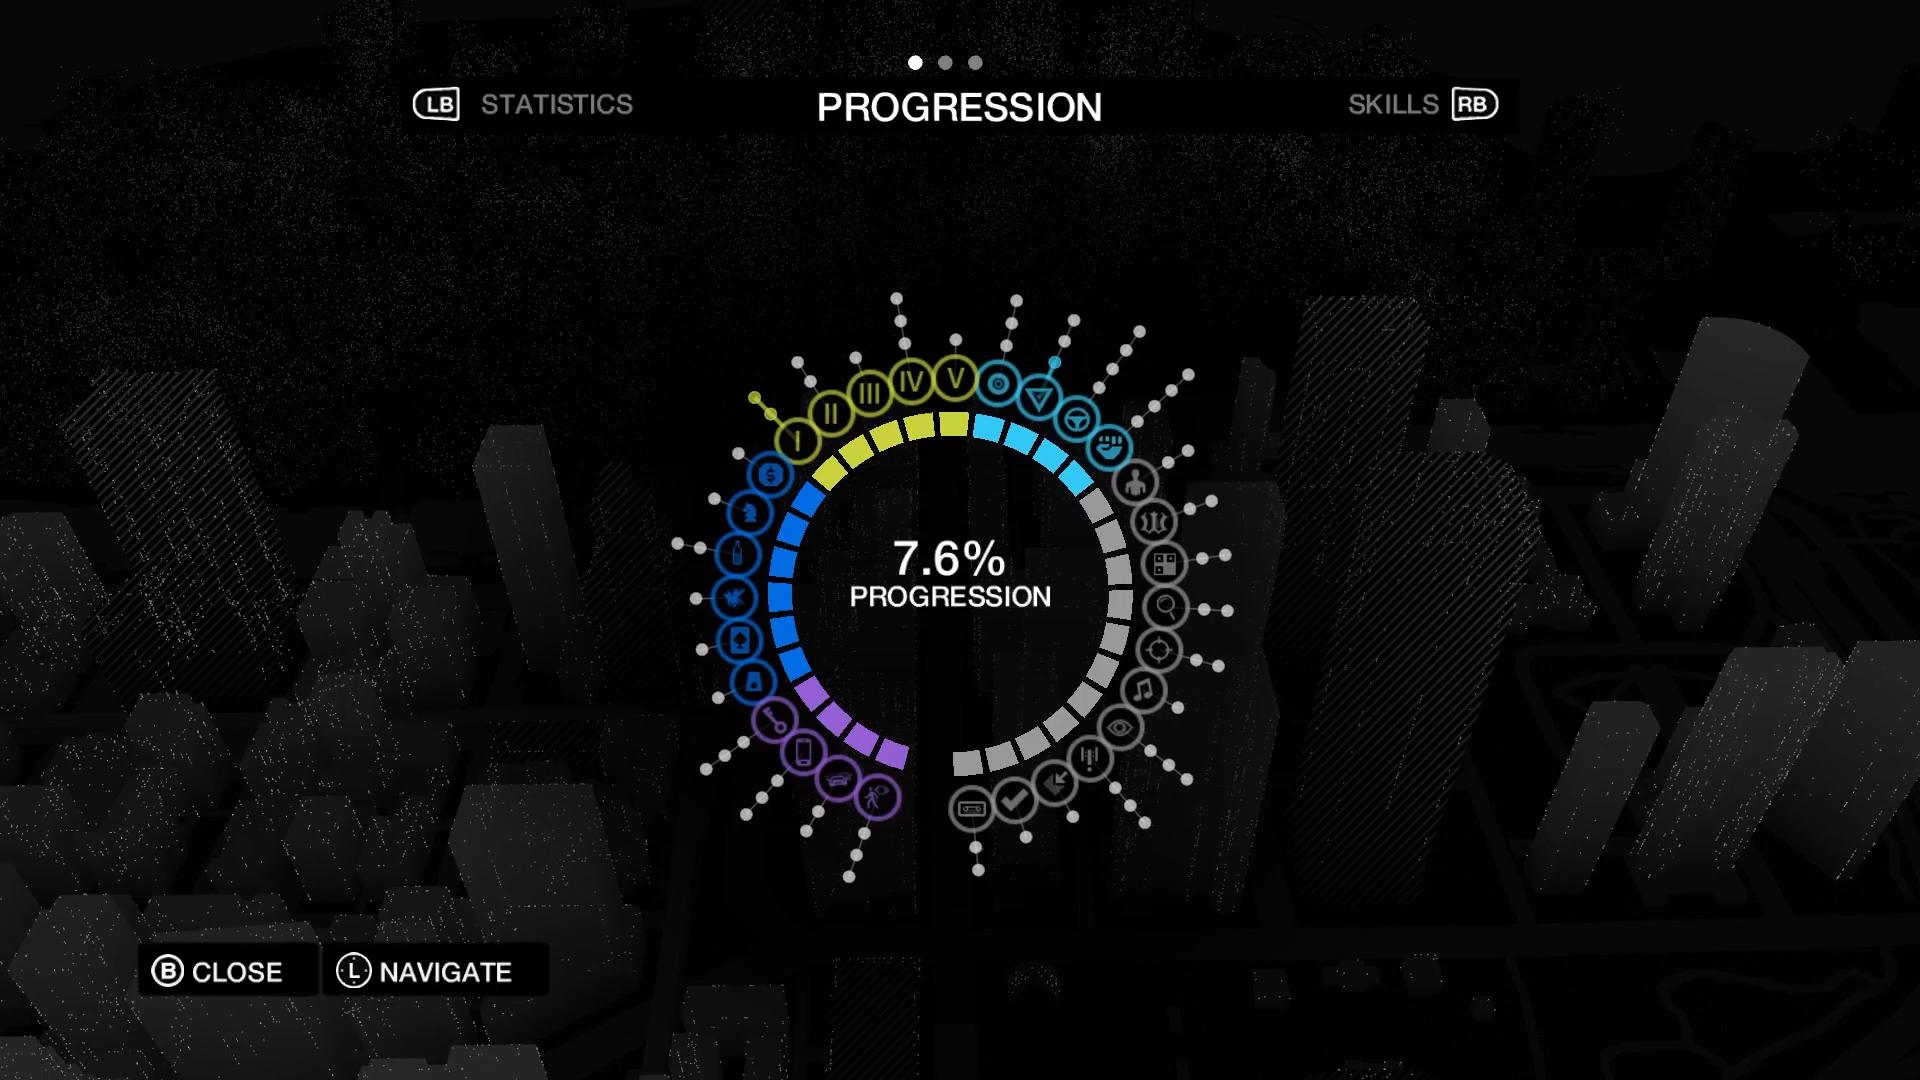 LB STATISTICS
PROGRESSION
SKILLS RB
I
II
III
IV
V
$
7.6%
PROGRESSION
B CLOSE
L NAVIGATE